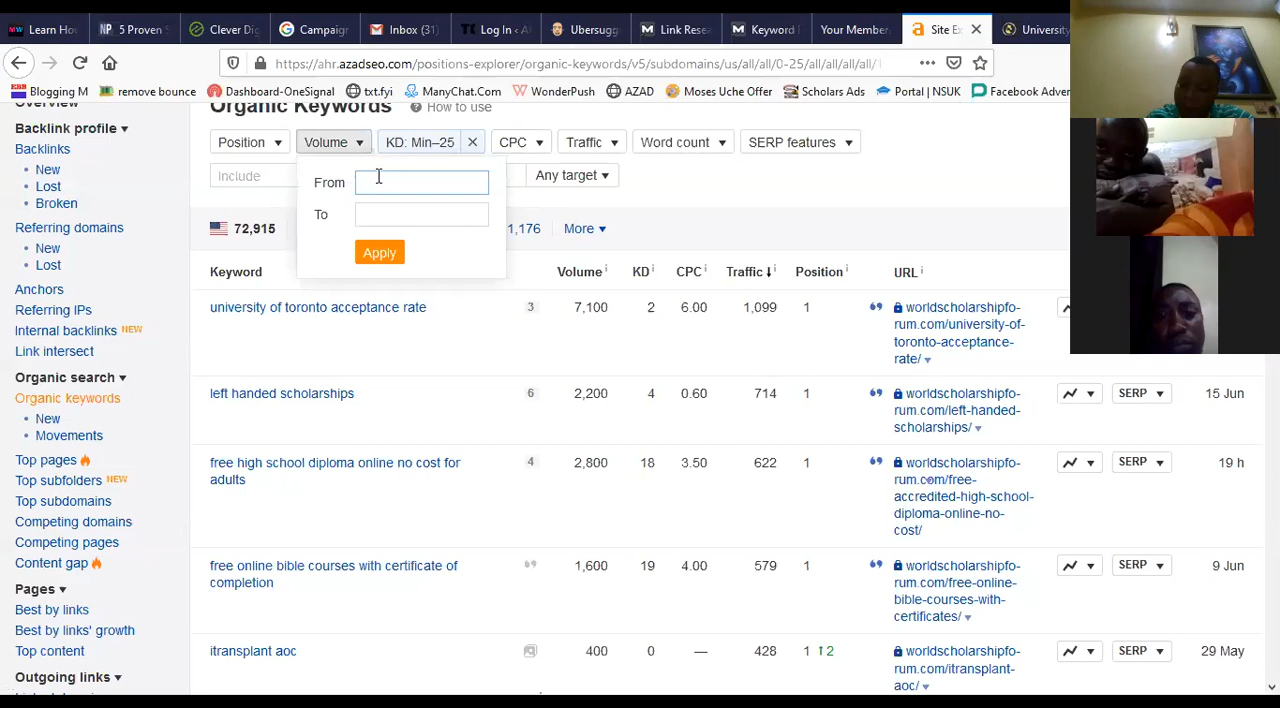 Learn Ho
5 Proven S
Clever Dig
Campaig
Inbox (31
Log In ‹ A
Ubersugg
Link Rese
Keyword
Your Membe
Site Ex
University
https://ahr.azadseo.com/positions-explorer/organic-keywords/v5/subdomains/us/all/all/0-25/all/all/all/all/
Blogging M
remove bounce
Dashboard-OneSignal
txt.fyi
ManyChat.Com
WonderPush
AZAD
Moses Uche Offer
Scholars Ads
Portal | NSUK
Facebook Adver
Overview
Backlink profile
Backlinks
New
Lost
Broken
Referring domains
New
Lost
Anchors
Referring IPs
Internal backlinks NEW
Link intersect
Organic search
Organic keywords
New
Movements
Top pages
Top subfolders NEW
Top subdomains
Competing domains
Competing pages
Content gap
Pages
Best by links
Best by links' growth
Top content
Outgoing links
Organic Keywords
How to use
Position
Volume
KD: Min–25
CPC
Traffic
Word count
SERP features
Include
Any target
From
To
Apply
72,915
1,176
More
Keyword
Volume
KD
CPC
Traffic
Position
URL
university of toronto acceptance rate
3
7,100
2
6.00
1,099
1
worldscholarshipfo-
rum.com/university-of-
toronto-acceptance-
rate/
left handed scholarships
6
2,200
4
0.60
714
1
worldscholarshipfo-
rum.com/left-handed-
scholarships/
SERP
15 Jun
free high school diploma online no cost for
adults
4
2,800
18
3.50
622
1
worldscholarshipfo-
rum.com/free-
accredited-high-school-
diploma-online-no-
cost/
SERP
19 h
free online bible courses with certificate of
completion
1,600
19
4.00
579
1
worldscholarshipfo-
rum.com/free-online-
bible-courses-with-
certificates/
SERP
9 Jun
itransplant aoc
400
0
—
428
1 ↑2
worldscholarshipfo-
rum.com/itransplant-
aoc/
SERP
29 May